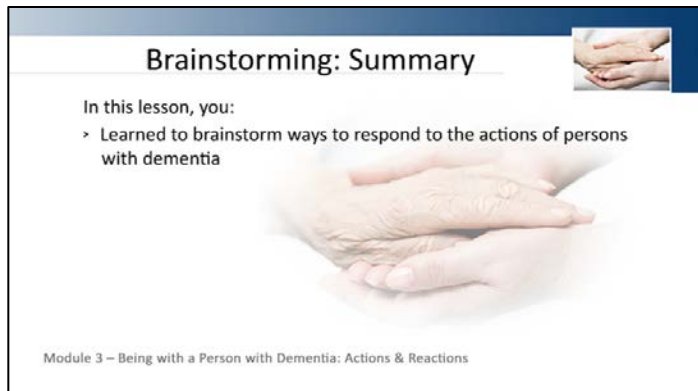 Brainstorming: Summary
In this lesson, you:
› Learned to brainstorm ways to respond to the actions of persons
with dementia
Module 3 – Being with a Person with Dementia: Actions & Reactions